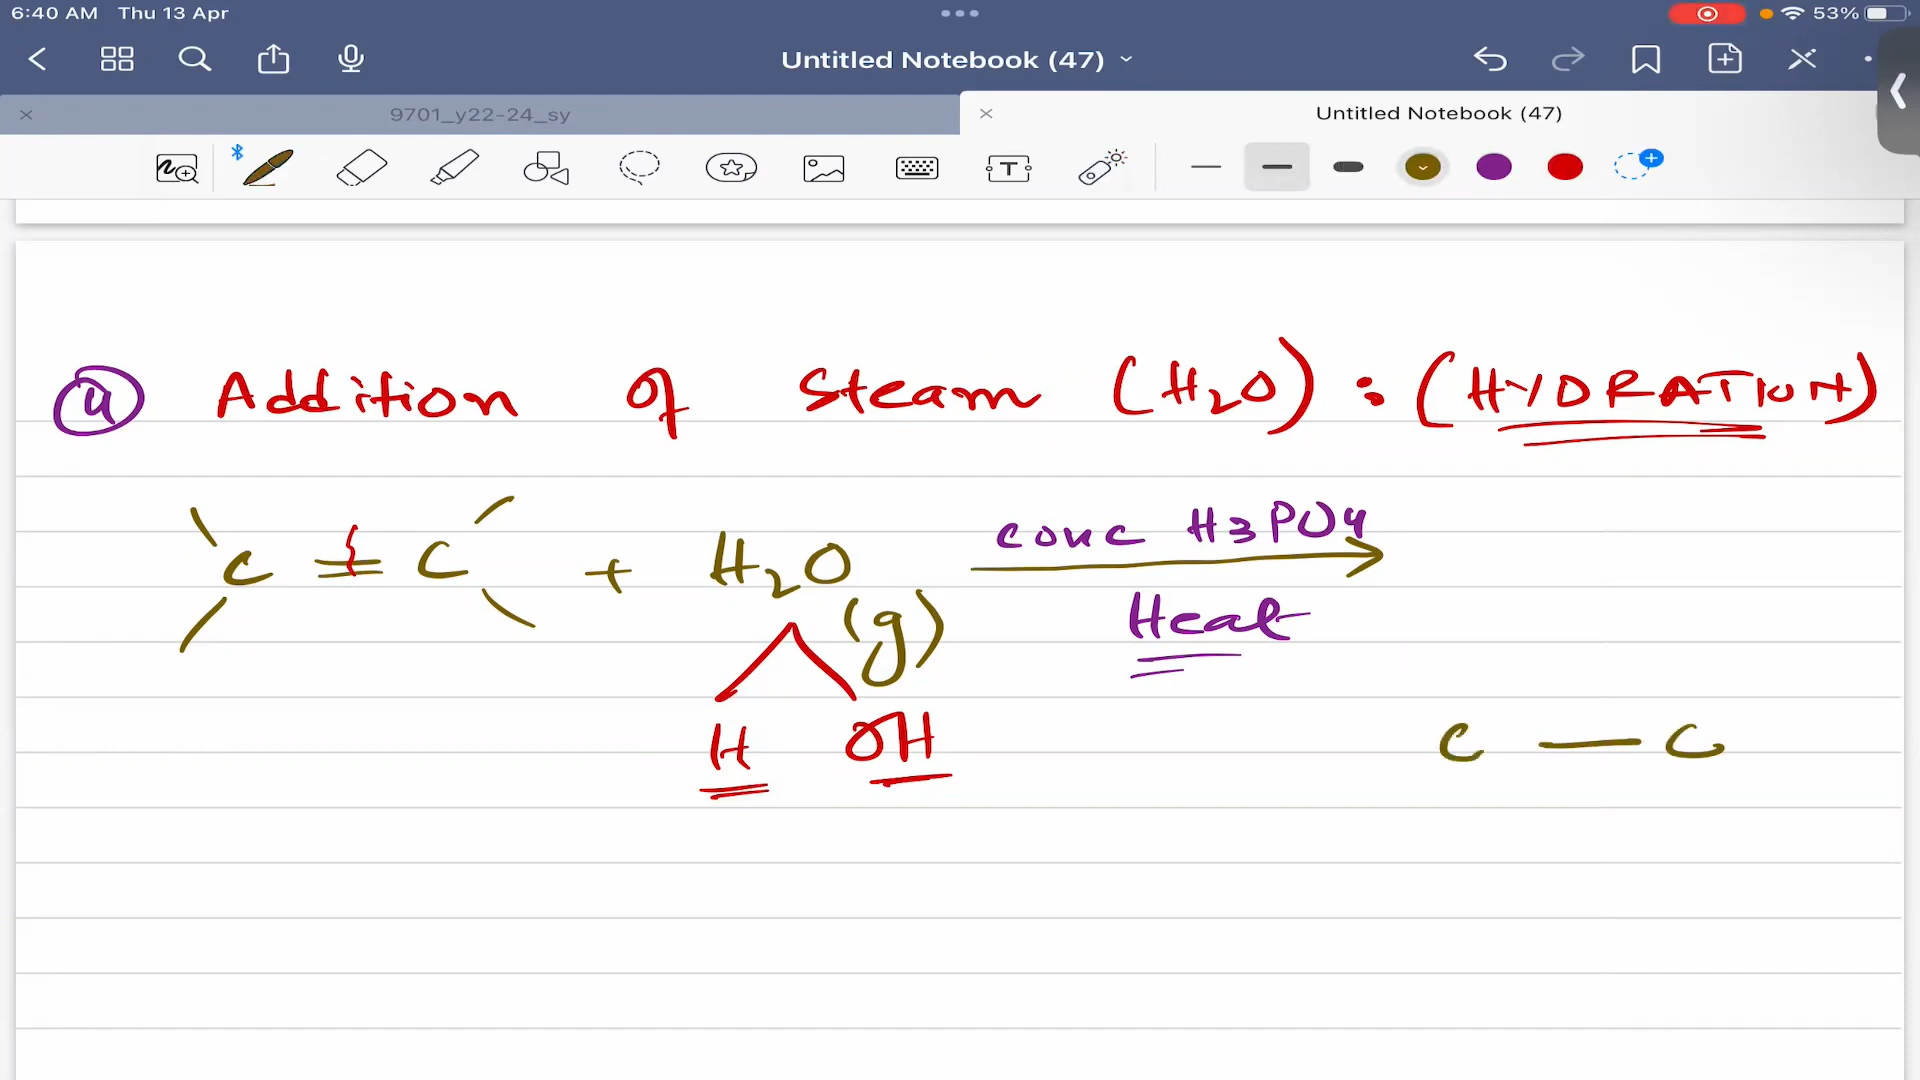 6:40 AM Thu 13 Apr 53%
Untitled Notebook (47)
9701_y22-24_sy Untitled Notebook (47)
T
4 Addition of Steam (H2O) : (HYDRATION)
C = C + H2O (g) conc H3PO4
Heat
H OH
C — C